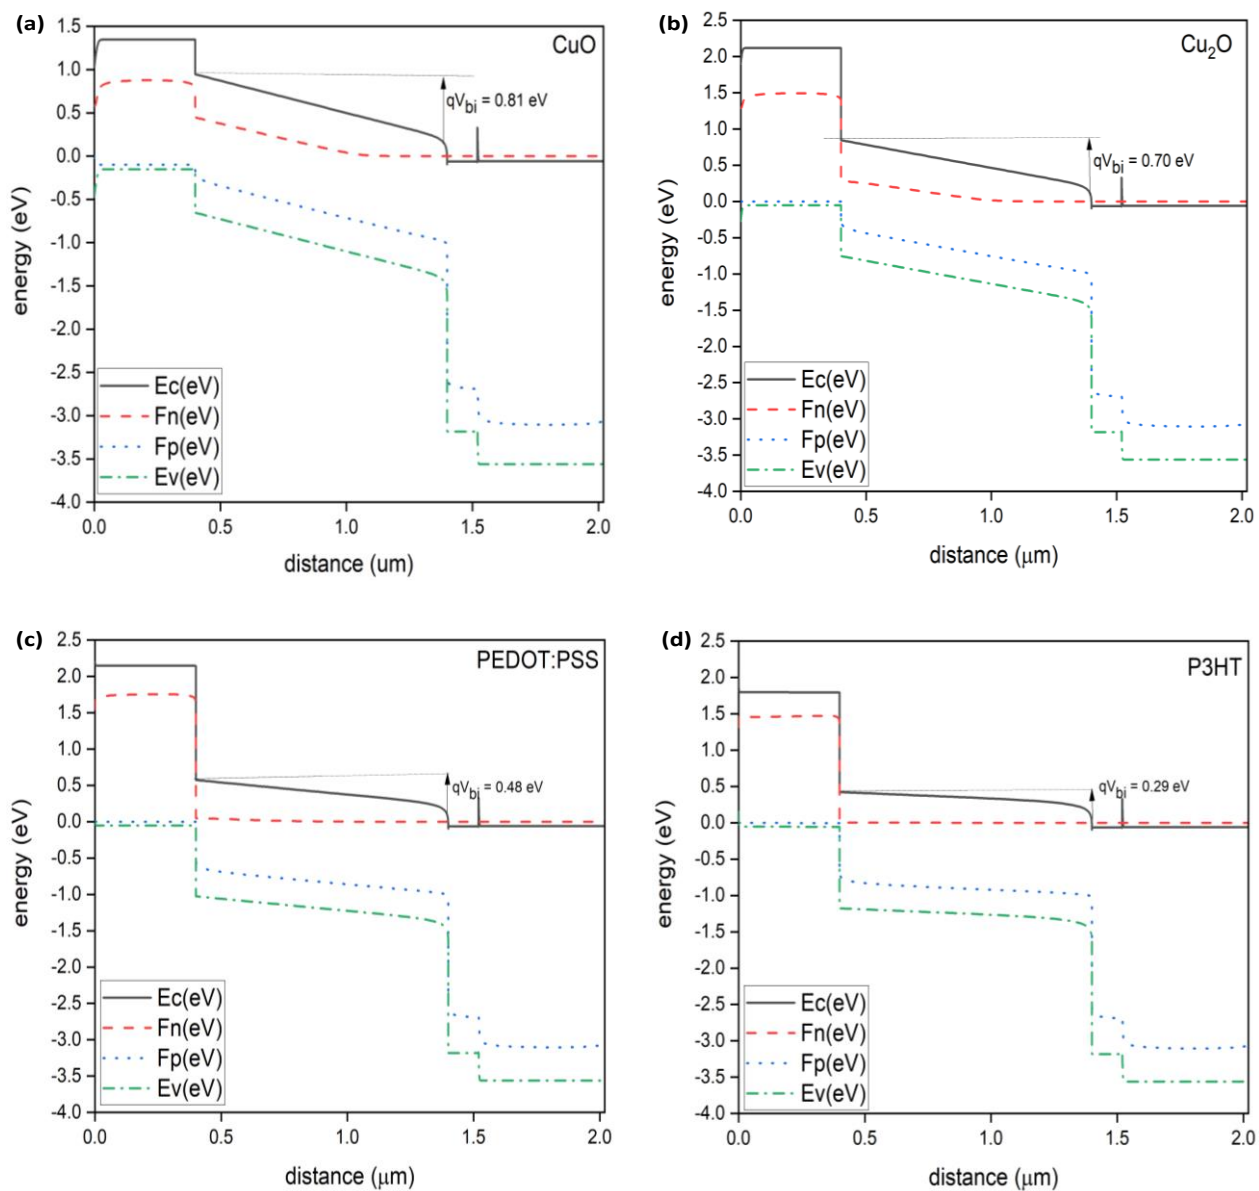 (a)
CuO
1.5
1.0
0.5
0.0
-0.5
-1.0
-1.5
-2.0
-2.5
-3.0
-3.5
-4.0
energy (eV)
qVbi = 0.81 eV
Ec(eV)
Fn(eV)
Fp(eV)
Ev(eV)
0.0 0.5 1.0 1.5 2.0
distance (um)
(b)
Cu2O
2.5
2.0
1.5
1.0
0.5
0.0
-0.5
-1.0
-1.5
-2.0
-2.5
-3.0
-3.5
-4.0
energy (eV)
qVbi = 0.70 eV
Ec(eV)
Fn(eV)
Fp(eV)
Ev(eV)
0.0 0.5 1.0 1.5 2.0
distance (μm)
(c)
PEDOT:PSS
2.5
2.0
1.5
1.0
0.5
0.0
-0.5
-1.0
-1.5
-2.0
-2.5
-3.0
-3.5
-4.0
energy (eV)
qVbi = 0.48 eV
Ec(eV)
Fn(eV)
Fp(eV)
Ev(eV)
0.0 0.5 1.0 1.5 2.0
distance (μm)
(d)
P3HT
2.5
2.0
1.5
1.0
0.5
0.0
-0.5
-1.0
-1.5
-2.0
-2.5
-3.0
-3.5
-4.0
energy (eV)
qVbi = 0.29 eV
Ec(eV)
Fn(eV)
Fp(eV)
Ev(eV)
0.0 0.5 1.0 1.5 2.0
distance (μm)